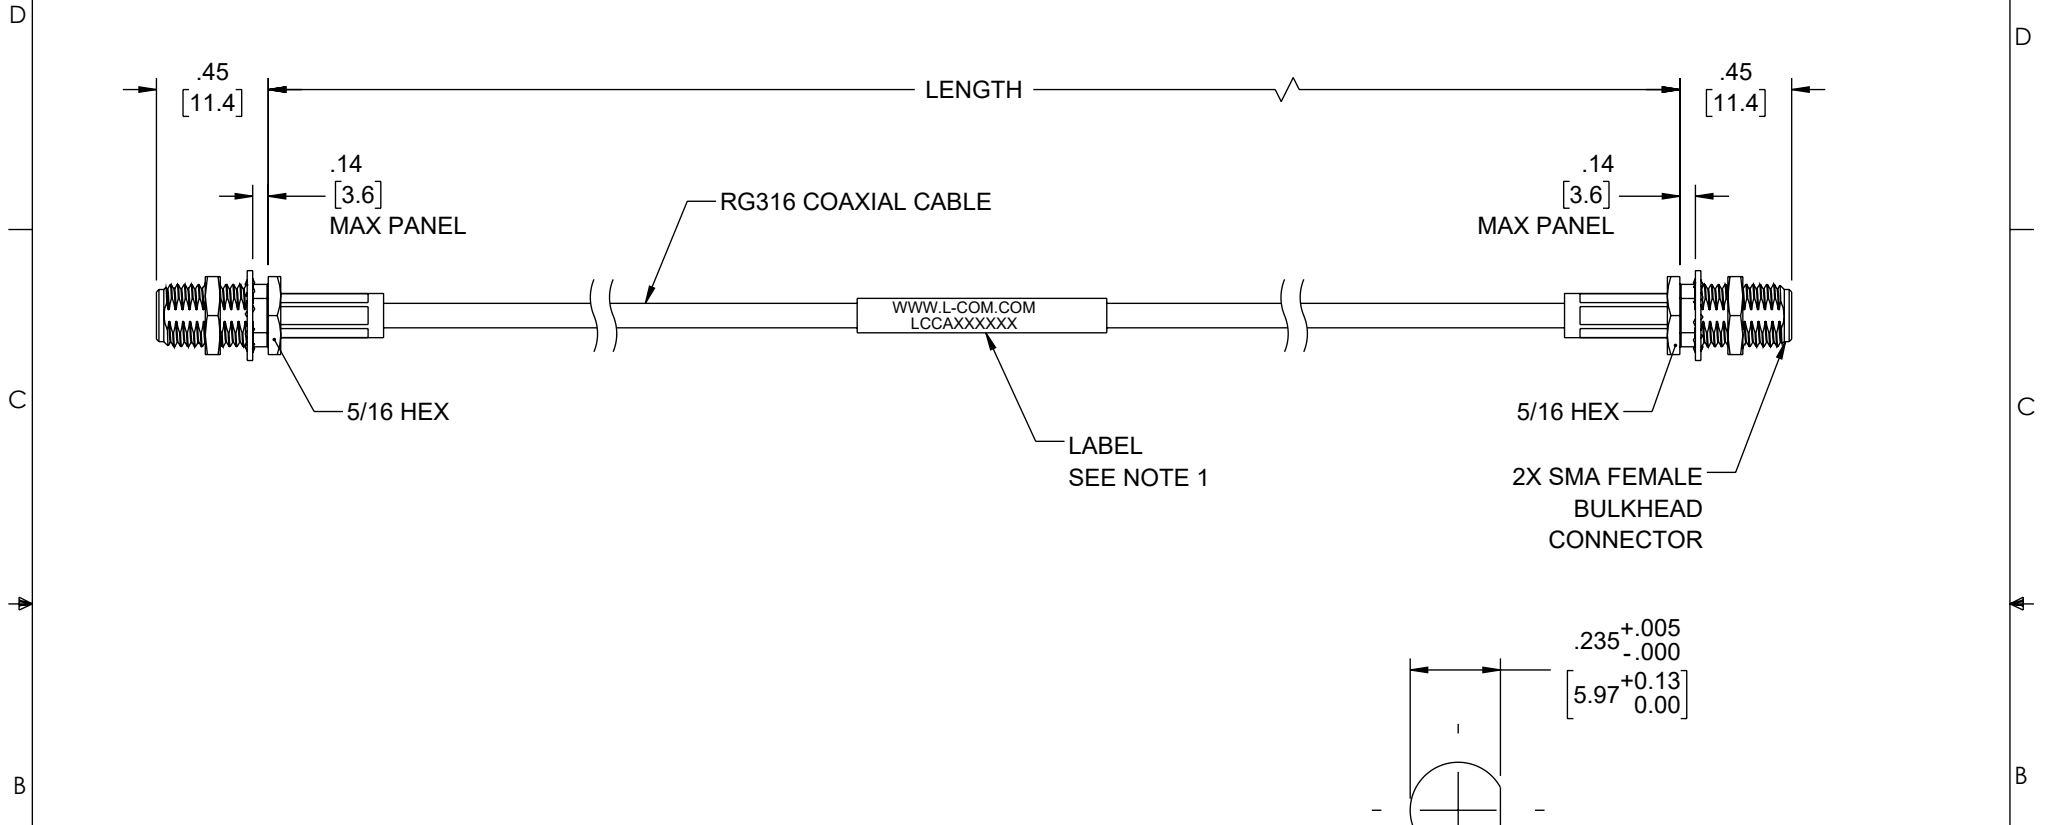 D
D
.45
[11.4]
LENGTH
.45
[11.4]
.14
[3.6]
MAX PANEL
RG316 COAXIAL CABLE
.14
[3.6]
MAX PANEL
WWW.L-COM.COM
LCCAXXXXXX
C
C
5/16 HEX
5/16 HEX
LABEL
SEE NOTE 1
2X SMA FEMALE
BULKHEAD
CONNECTOR
.235 +.005
-.000
[5.97 +0.13
0.00]
B
B